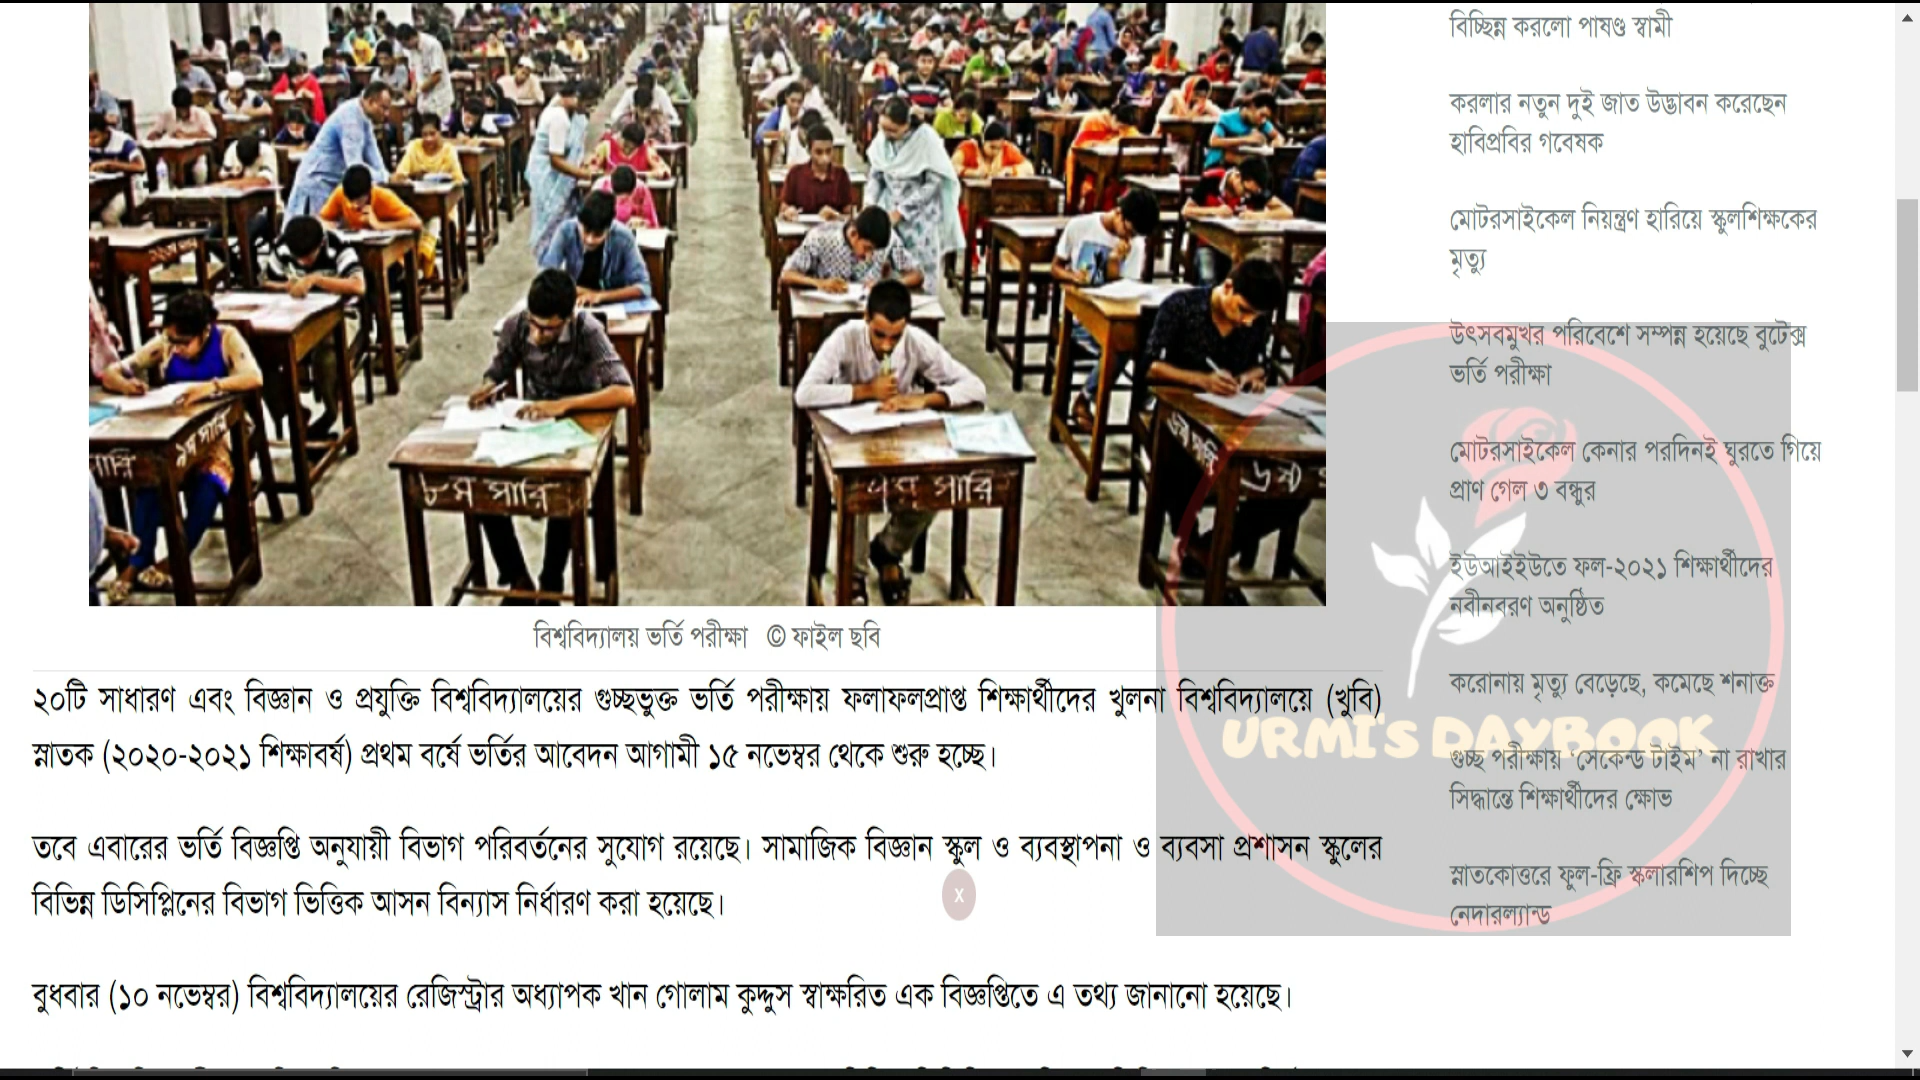 ৮ম সারি
৭ম সারি
৬ষ্ঠ
বিশ্ববিদ্যালয় ভর্তি পরীক্ষা © ফাইল ছবি
২০টি সাধারণ এবং বিজ্ঞান ও প্রযুক্তি বিশ্ববিদ্যালয়ের গুচ্ছভুক্ত ভর্তি পরীক্ষায় ফলাফলপ্রাপ্ত শিক্ষার্থীদের খুলনা বিশ্ববিদ্যালয়ে (খুবি)
স্নাতক (২০২০-২০২১ শিক্ষাবর্ষ) প্রথম বর্ষে ভর্তির আবেদন আগামী ১৫ নভেম্বর থেকে শুরু হচ্ছে।
তবে এবারের ভর্তি বিজ্ঞপ্তি অনুযায়ী বিভাগ পরিবর্তনের সুযোগ রয়েছে। সামাজিক বিজ্ঞান স্কুল ও ব্যবস্থাপনা ও ব্যবসা প্রশাসন স্কুলের
বিভিন্ন ডিসিপ্লিনের বিভাগ ভিত্তিক আসন বিন্যাস নির্ধারণ করা হয়েছে।
x
বুধবার (১০ নভেম্বর) বিশ্ববিদ্যালয়ের রেজিস্ট্রার অধ্যাপক খান গোলাম কুদ্দুস স্বাক্ষরিত এক বিজ্ঞপ্তিতে এ তথ্য জানানো হয়েছে।
বিচ্ছিন্ন করলো পাষণ্ড স্বামী
করলার নতুন দুই জাত উদ্ভাবন করেছেন
হাবিপ্রবির গবেষক
মোটরসাইকেল নিয়ন্ত্রণ হারিয়ে স্কুলশিক্ষকের
মৃত্যু
উৎসবমুখর পরিবেশে সম্পন্ন হয়েছে বুটেক্স
ভর্তি পরীক্ষা
মোটরসাইকেল কেনার পরদিনই ঘুরতে গিয়ে
প্রাণ গেল ৩ বন্ধুর
ইউআইইউতে ফল-২০২১ শিক্ষার্থীদের
নবীনবরণ অনুষ্ঠিত
করোনায় মৃত্যু বেড়েছে, কমেছে শনাক্ত
গুচ্ছ পরীক্ষায় ‘সেকেন্ড টাইম’ না রাখার
সিদ্ধান্তে শিক্ষার্থীদের ক্ষোভ
স্নাতকোত্তরে ফুল-ফ্রি স্কলারশিপ দিচ্ছে
নেদারল্যান্ড
URMI's DAYBOOK